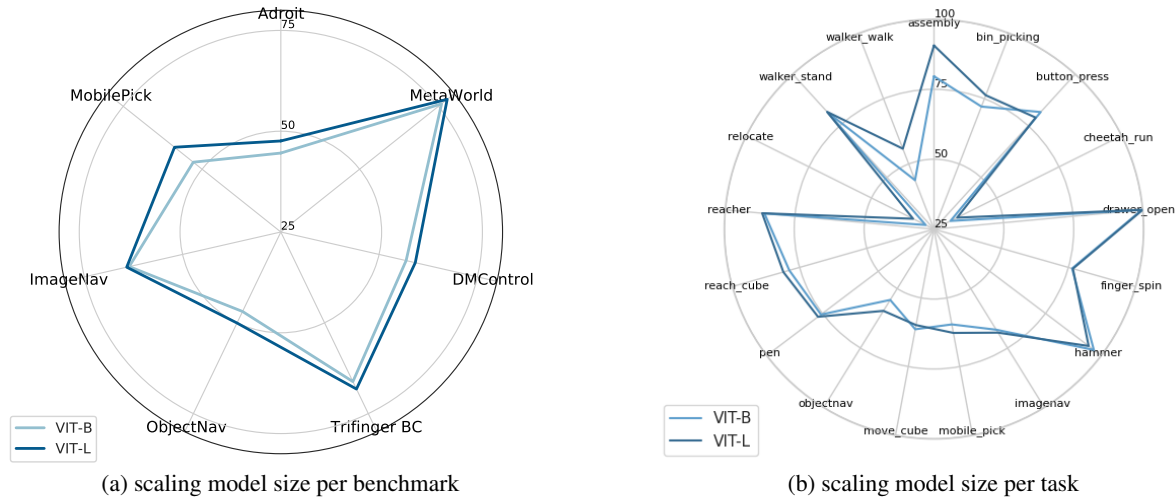 Adroit
75
MobilePick
MetaWorld
50
25
ImageNav
DMControl
ObjectNav
Trifinger BC
VIT-B
VIT-L
(a) scaling model size per benchmark
100
assembly
walker_walk
bin_picking
walker_stand
75
button_press
relocate
50
cheetah_run
reacher
25
drawer_open
reach_cube
finger_spin
pen
hammer
objectnav
imagenav
move_cube
mobile_pick
VIT-B
VIT-L
(b) scaling model size per task